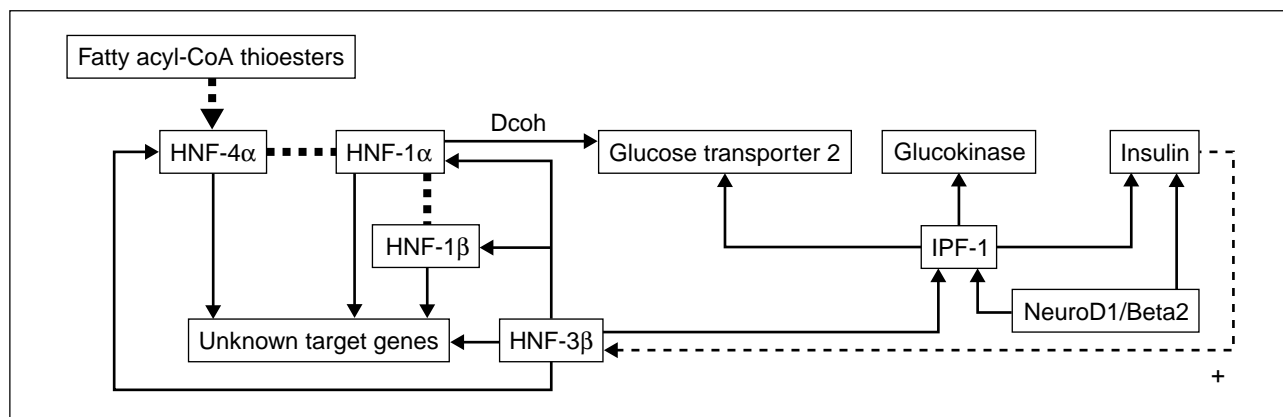 Fatty acyl-CoA thioesters
Dcoh
HNF-4α
HNF-1α
Glucose transporter 2
Glucokinase
Insulin
HNF-1β
IPF-1
NeuroD1/Beta2
Unknown target genes
HNF-3β
+